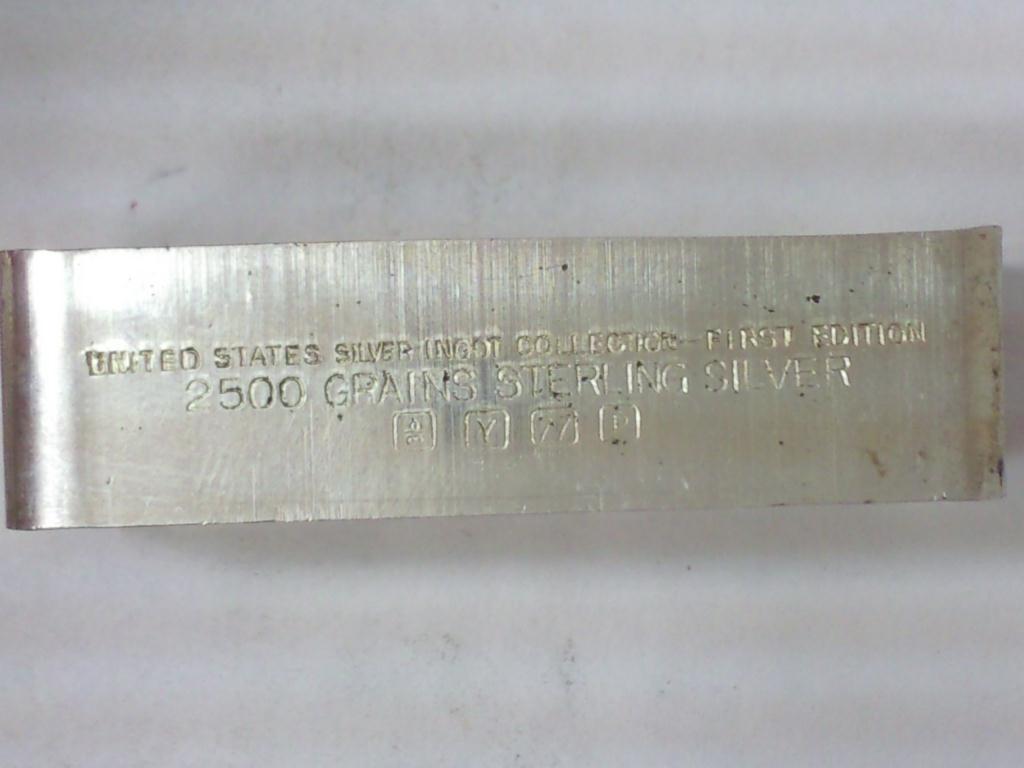 UNITED STATES SILVER INGOT COLLECTION - FIRST EDITION
2500 GRAINS STERLING SILVER
Y 77 P